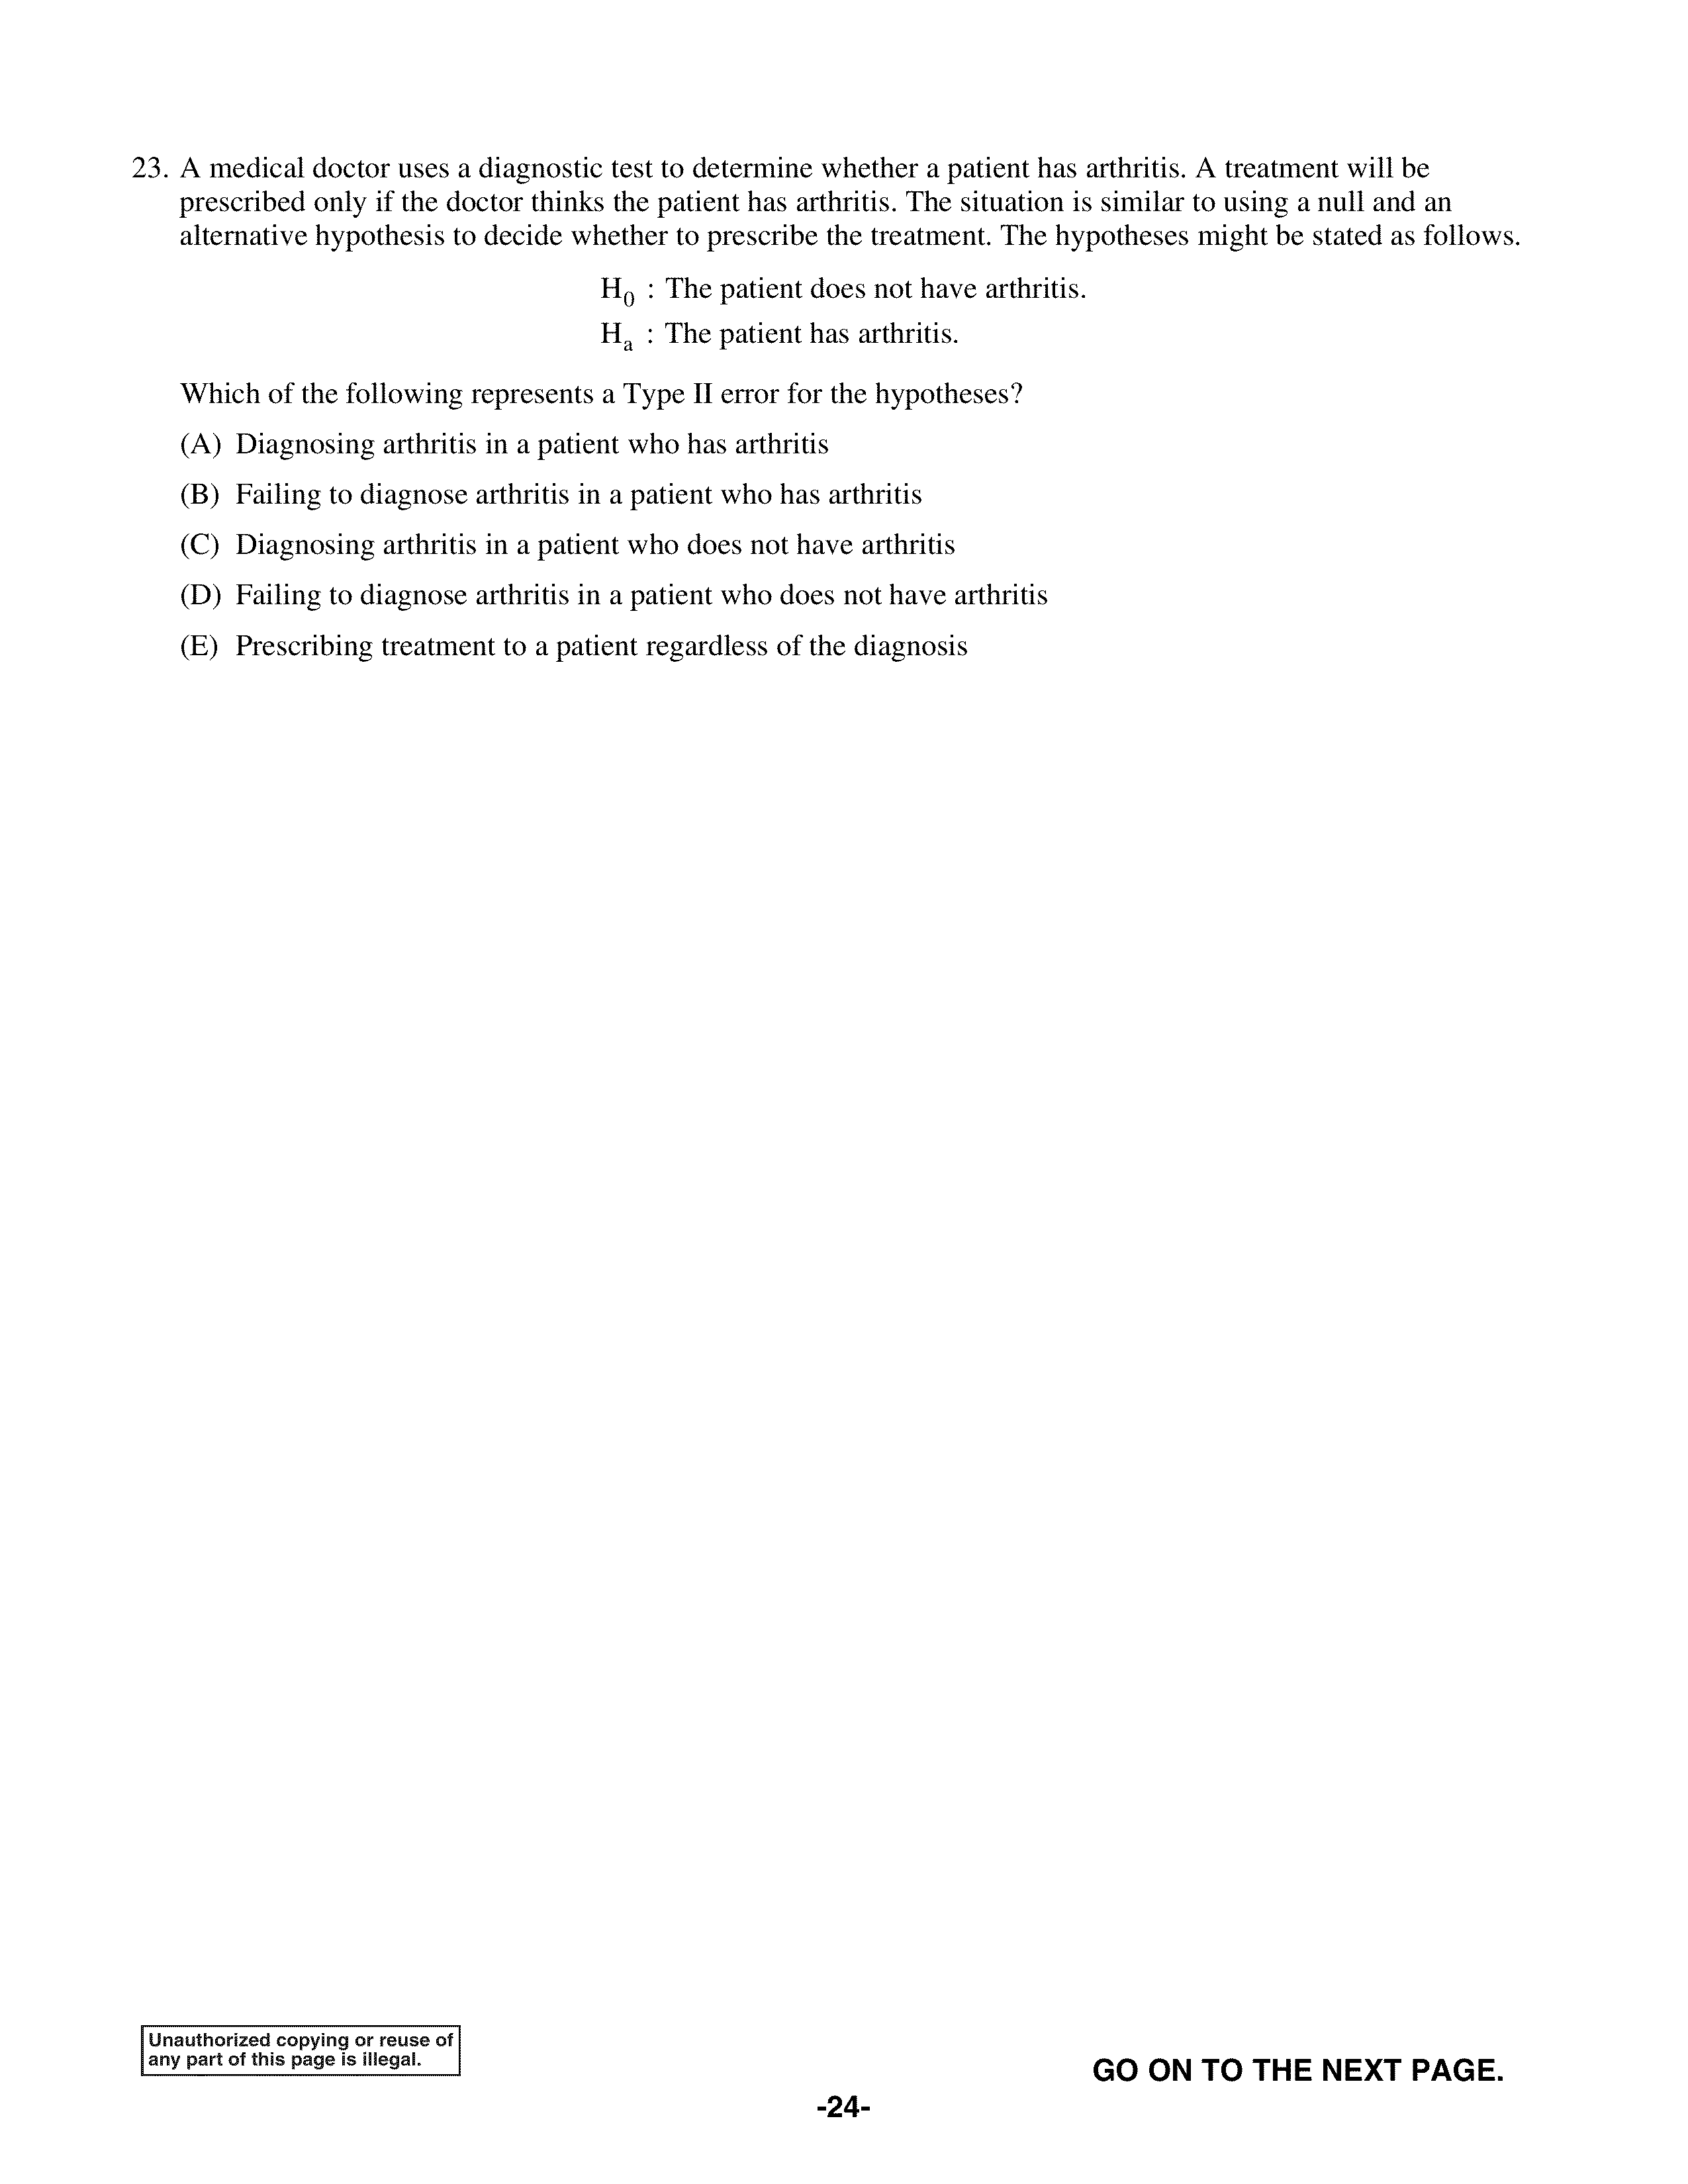 23. A medical doctor uses a diagnostic test to determine whether a patient has arthritis. A treatment will be
prescribed only if the doctor thinks the patient has arthritis. The situation is similar to using a null and an
alternative hypothesis to decide whether to prescribe the treatment. The hypotheses might be stated as follows.
H₀ : The patient does not have arthritis.
Hₐ : The patient has arthritis.
Which of the following represents a Type II error for the hypotheses?
(A) Diagnosing arthritis in a patient who has arthritis
(B) Failing to diagnose arthritis in a patient who has arthritis
(C) Diagnosing arthritis in a patient who does not have arthritis
(D) Failing to diagnose arthritis in a patient who does not have arthritis
(E) Prescribing treatment to a patient regardless of the diagnosis
Unauthorized copying or reuse of
any part of this page is illegal.
GO ON TO THE NEXT PAGE.
-24-